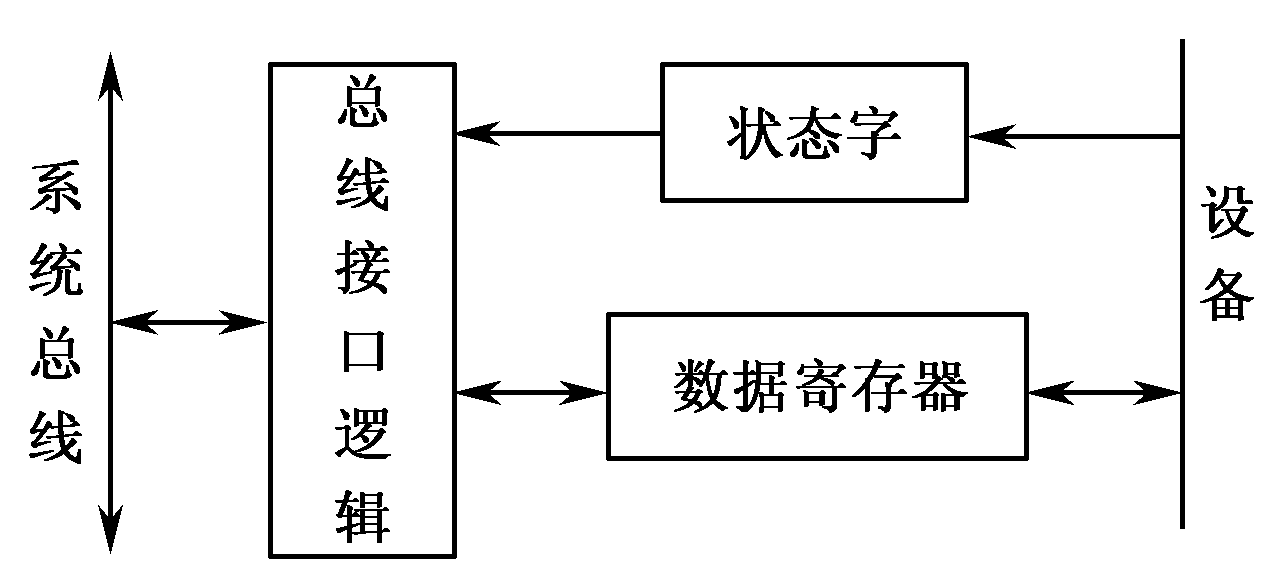 系统总线
总线接口逻辑
状态字
数据寄存器
设备